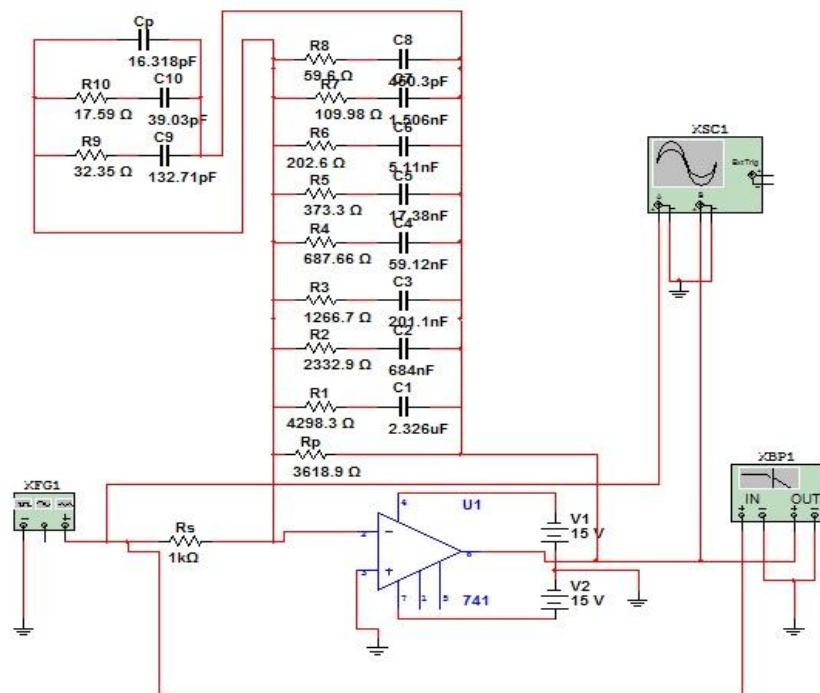 Cp
16.318pF
R10
17.59 Ω
C10
39.03pF
R9
32.35 Ω
C9
132.71pF
R8
59.6 Ω
C8
460.3pF
R7
109.98 Ω
C7
1.506nF
R6
202.6 Ω
C6
5.11nF
R5
373.3 Ω
C5
17.38nF
R4
687.66 Ω
C4
59.12nF
R3
1266.7 Ω
C3
201.1nF
R2
2332.9 Ω
C2
684nF
R1
4298.3 Ω
C1
2.326uF
Rp
3618.9 Ω
XSC1
Ext Trig
A
B
XBP1
IN
OUT
XFG1
Rs
1kΩ
U1
741
2
3
4
6
7
1
5
V1
15 V
V2
15 V